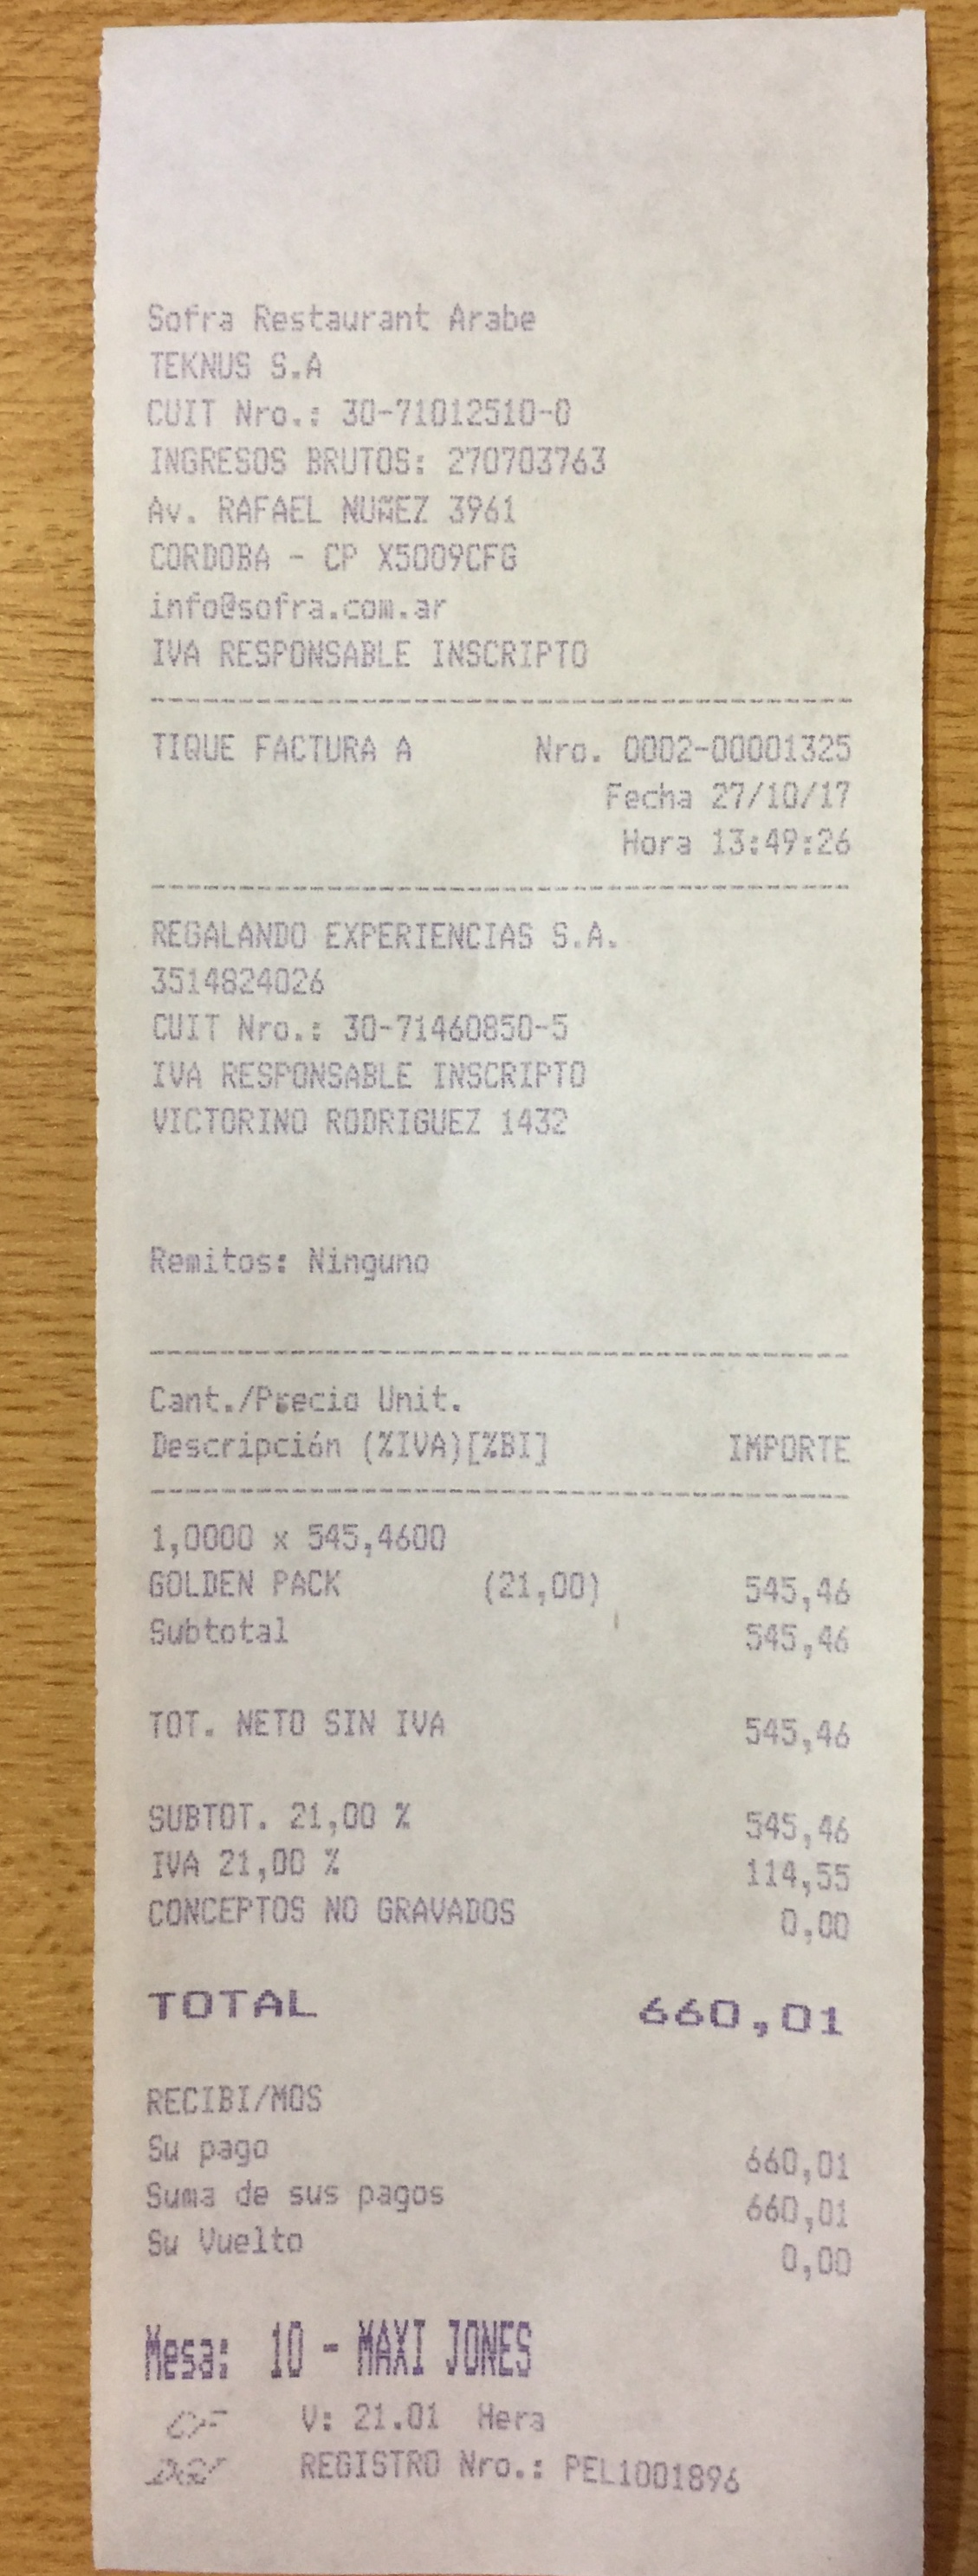 Sofra Restaurant Arabe
TEKNUS S.A
CUIT Nro.: 30-71012510-0
INGRESOS BRUTOS: 270703763
Av. RAFAEL NUÑEZ 3961
CORDOBA - CP X5009CFG
info@sofra.com.ar
IVA RESPONSABLE INSCRIPTO
TIQUE FACTURA A Nro. 0002-00001325
Fecha 27/10/17
Hora 13:49:26
REGALANDO EXPERIENCIAS S.A.
3514824026
CUIT Nro.: 30-71460850-5
IVA RESPONSABLE INSCRIPTO
VICTORINO RODRIGUEZ 1432
Remitos: Ninguno
Cant./Precio Unit.
Descripción (%IVA)[%BI] IMPORTE
1,0000 x 545,4600
GOLDEN PACK (21,00) 545,46
Subtotal 545,46
TOT. NETO SIN IVA 545,46
SUBTOT. 21,00 % 545,46
IVA 21,00 % 114,55
CONCEPTOS NO GRAVADOS 0,00
TOTAL 660,01
RECIBI/MOS
Su pago 660,01
Suma de sus pagos 660,01
Su Vuelto 0,00
Mesa: 10 - MAXI JONES
CF V: 21.01 Hera
DGI REGISTRO Nro.: PEL1001896